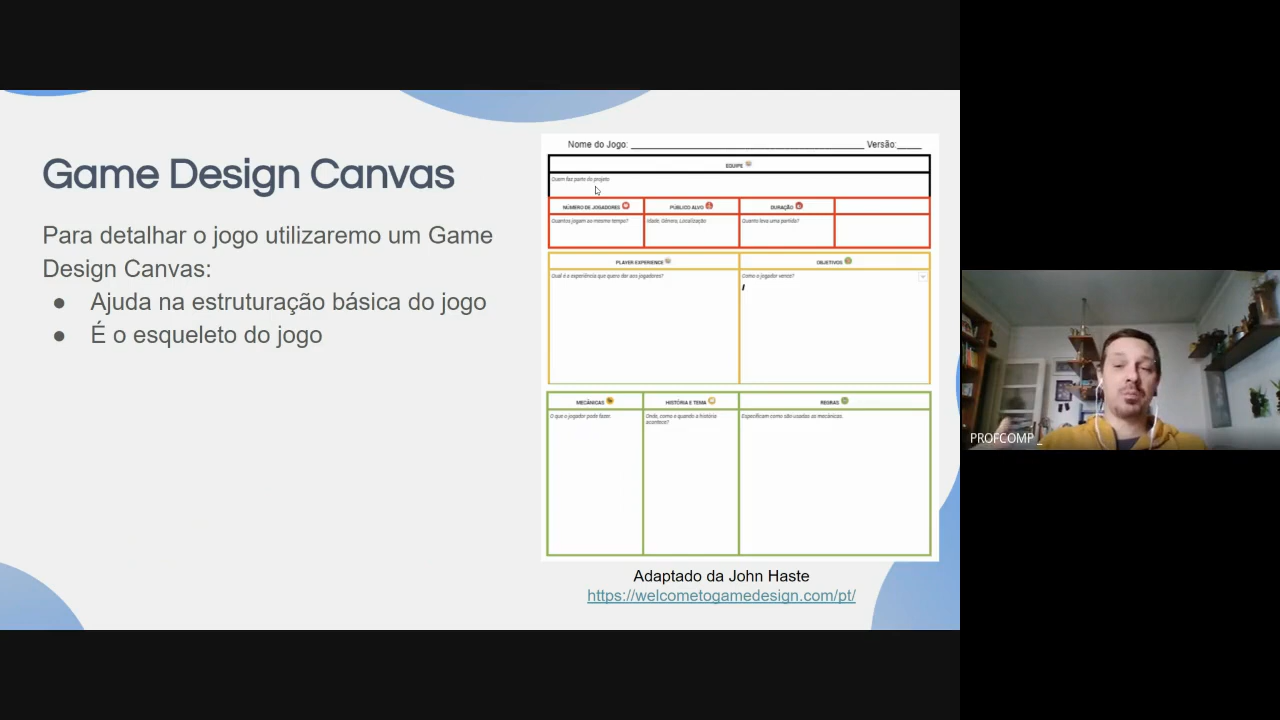 Game Design Canvas
Para detalhar o jogo utilizaremo um Game
Design Canvas:
● Ajuda na estruturação básica do jogo
● É o esqueleto do jogo
Nome do Jogo: ______ Versão:_____
EQUIPE
Quem faz parte do projeto
NÚMERO DE JOGADORES
PÚBLICO ALVO
DURAÇÃO
Quantos jogam ao mesmo tempo?
Idade, Gênero, Localização
Quanto leva uma partida?
PLAYER EXPERIENCE
OBJETIVOS
Qual é a experiência que quero dar aos jogadores?
Como o jogador vence?
MECÂNICAS
HISTÓRIA E TEMA
REGRAS
O que o jogador pode fazer.
Onde, como e quando a história
acontece?
Especificam como são usadas as mecânicas.
Adaptado da John Haste
https://welcometogamedesign.com/pt/
PROFCOMP _